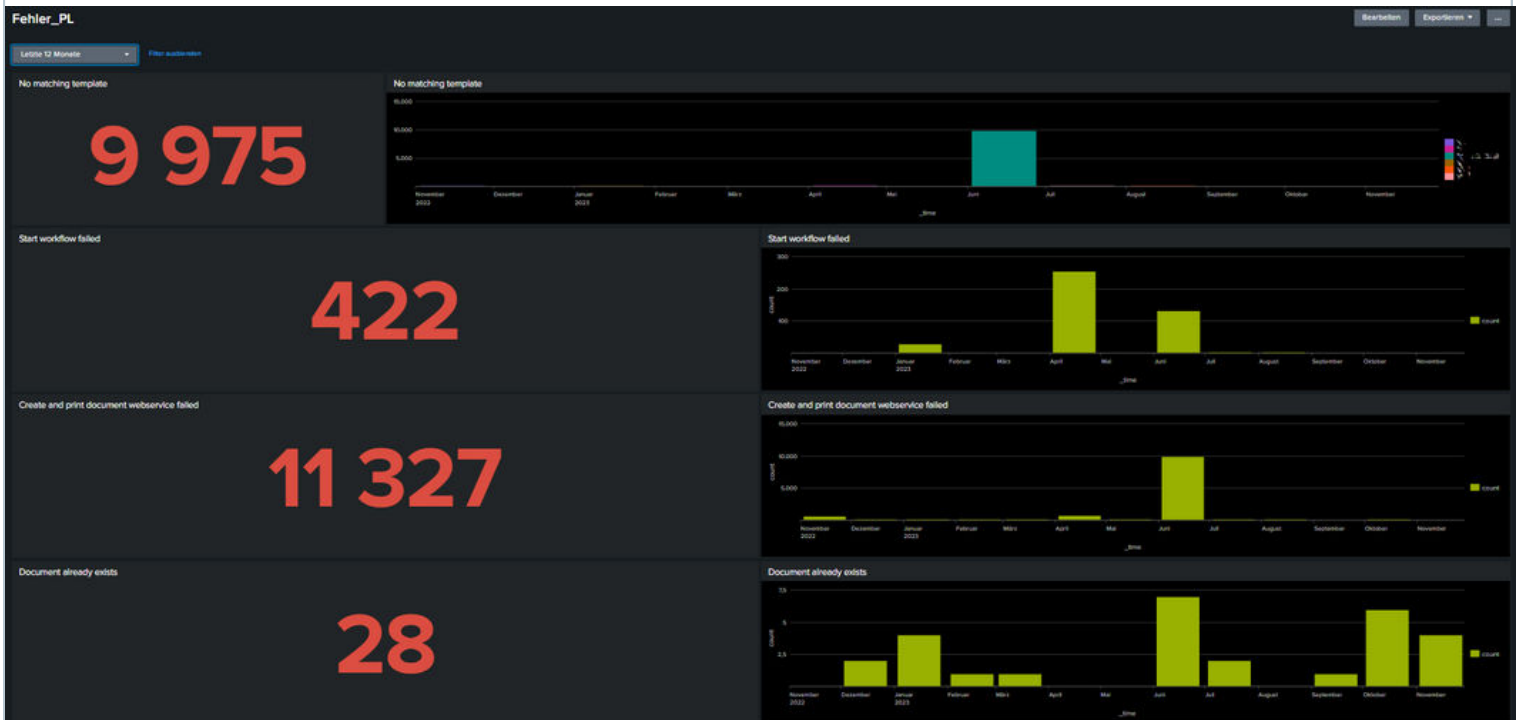 Fehler_PL
Bearbeiten Exportieren ...
Letzte 12 Monate Filter ausblenden
No matching template
9 975
No matching template
15,000
10,000
5,000
November Dezember Januar Februar März April Mai Juni Juli August September Oktober November
2022 2023
_time
Start workflow failed
422
Start workflow failed
300
200
100
count
November Dezember Januar Februar März April Mai Juni Juli August September Oktober November
2022 2023
_time
count
Create and print document webservice failed
11 327
Create and print document webservice failed
15,000
10,000
5,000
count
November Dezember Januar Februar März April Mai Juni Juli August September Oktober November
2022 2023
_time
count
Document already exists
28
Document already exists
7,5
5
2,5
count
November Dezember Januar Februar März April Mai Juni Juli August September Oktober November
2022 2023
_time
count